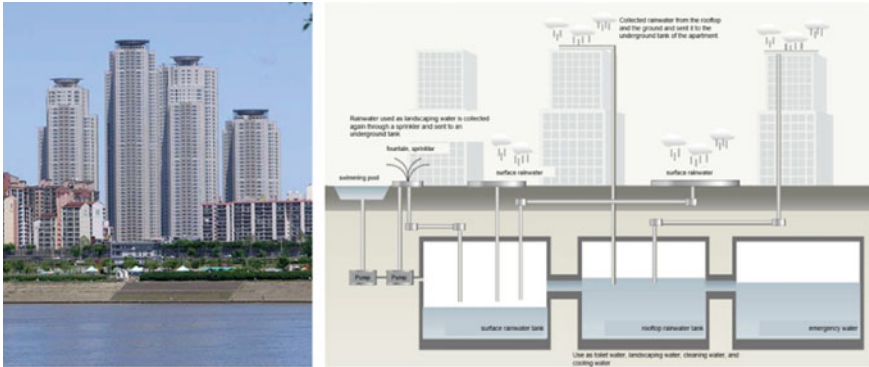 Collected rainwater from the rooftop
and the ground and sent it to the
underground tank of the apartment.
Rainwater used as landscaping water is collected
again through a sprinkler and sent to an
underground tank
fountain, sprinkler
swimming pool
surface rainwater
surface rainwater
Pump
Pump
surface rainwater tank
rooftop rainwater tank
emergency water
Use as toilet water, landscaping water, cleaning water, and
cooling water